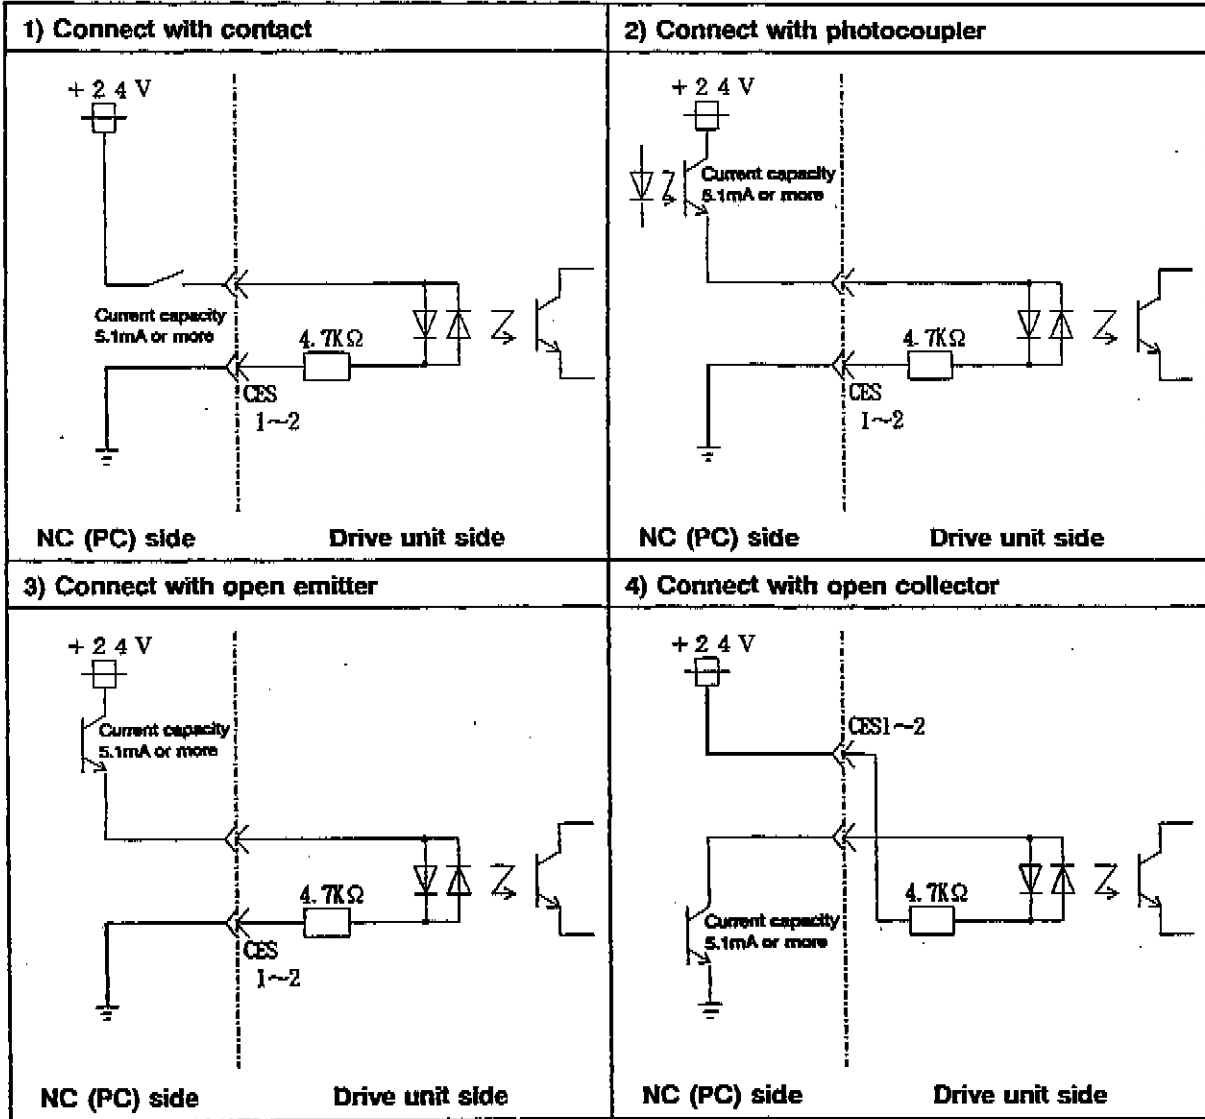 1) Connect with contact
+24V
Current capacity
5.1mA or more
4.7KΩ
CES
1~2
NC (PC) side
Drive unit side
2) Connect with photocoupler
+24V
Current capacity
5.1mA or more
4.7KΩ
CES
1~2
NC (PC) side
Drive unit side
3) Connect with open emitter
+24V
Current capacity
5.1mA or more
4.7KΩ
CES
1~2
NC (PC) side
Drive unit side
4) Connect with open collector
+24V
CES1~2
4.7KΩ
Current capacity
5.1mA or more
NC (PC) side
Drive unit side